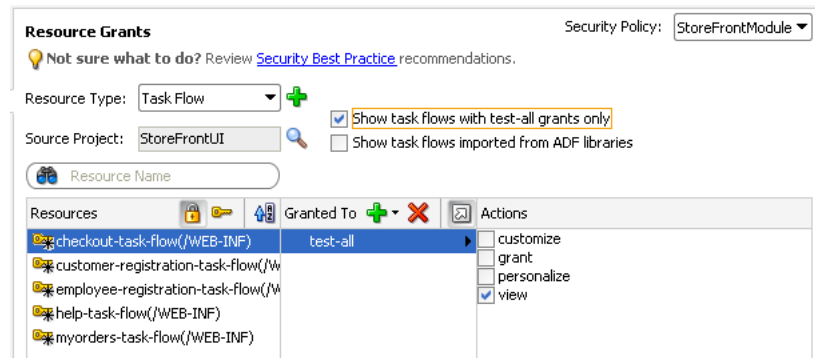 Resource Grants
Security Policy: StoreFrontModule
Not sure what to do? Review Security Best Practice recommendations.
Resource Type: Task Flow
Show task flows with test-all grants only
Source Project: StoreFrontUI
Show task flows imported from ADF libraries
Resource Name
Resources Granted To Actions
checkout-task-flow(/WEB-INF) test-all customize
grant
customer-registration-task-flow(/W
personalize
employee-registration-task-flow(/W
view
help-task-flow(/WEB-INF)
myorders-task-flow(/WEB-INF)